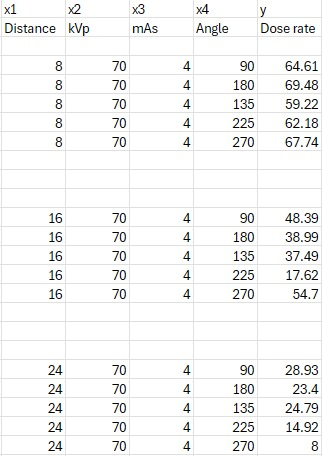 x1 x2 x3 x4 y
Distance kVp mAs Angle Dose rate
8 70 4 90 64.61
8 70 4 180 69.48
8 70 4 135 59.22
8 70 4 225 62.18
8 70 4 270 67.74
16 70 4 90 48.39
16 70 4 180 38.99
16 70 4 135 37.49
16 70 4 225 17.62
16 70 4 270 54.7
24 70 4 90 28.93
24 70 4 180 23.4
24 70 4 135 24.79
24 70 4 225 14.92
24 70 4 270 8